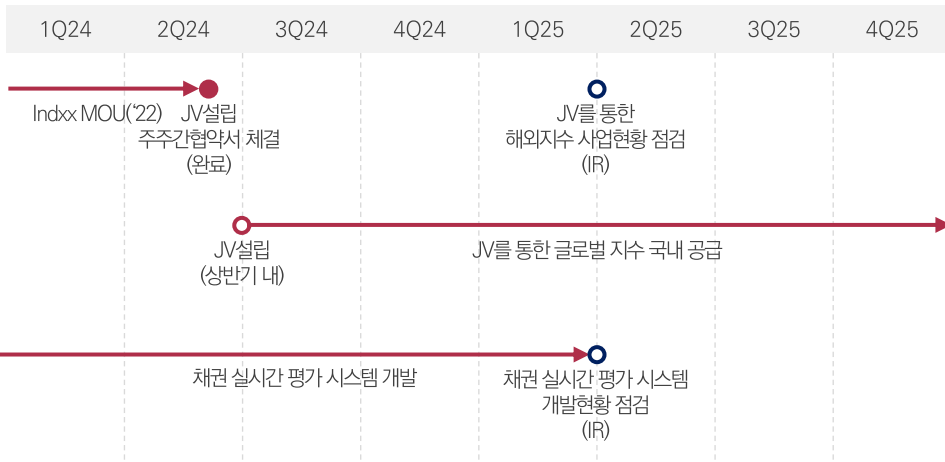 1Q24 2Q24 3Q24 4Q24 1Q25 2Q25 3Q25 4Q25
Indxx MOU(‘22)
JV설립
주주간협약서 체결
(완료)
JV를 통한
해외지수 사업현황 점검
(IR)
JV설립
(상반기 내)
JV를 통한 글로벌 지수 국내 공급
채권 실시간 평가 시스템 개발
채권 실시간 평가 시스템
개발현황 점검
(IR)